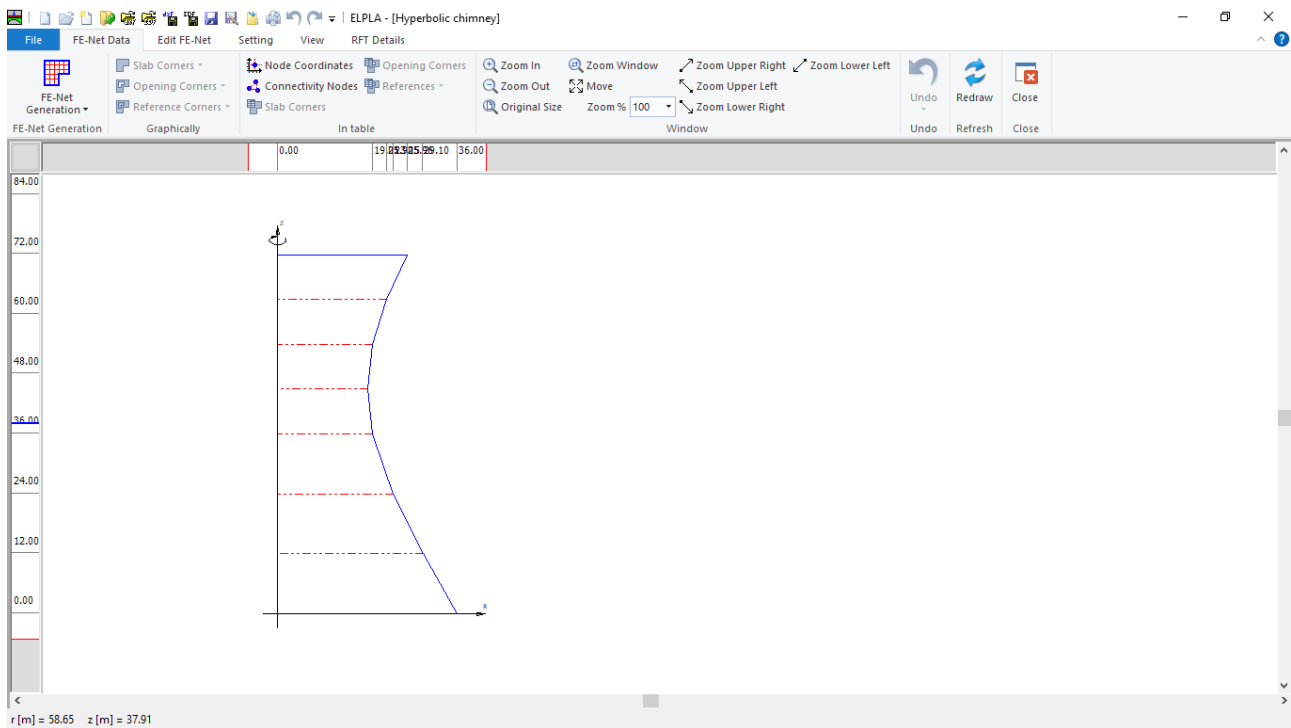 ELPLA - [Hyperbolic chimney]
File FE-Net Data Edit FE-Net Setting View RFT Details
Slab Corners Node Coordinates Opening Corners Zoom In Zoom Window Zoom Upper Right Zoom Lower Left
Opening Corners Connectivity Nodes References Zoom Out Move Zoom Upper Left
FE-Net Generation Reference Corners Slab Corners Original Size Zoom % 100 Zoom Lower Right Undo Redraw Close
FE-Net Generation Graphically In table Window Undo Refresh Close
0.00 36.00
84.00
Z
72.00
60.00
48.00
36.00
24.00
12.00
0.00
R
r [m] = 58.65 z [m] = 37.91